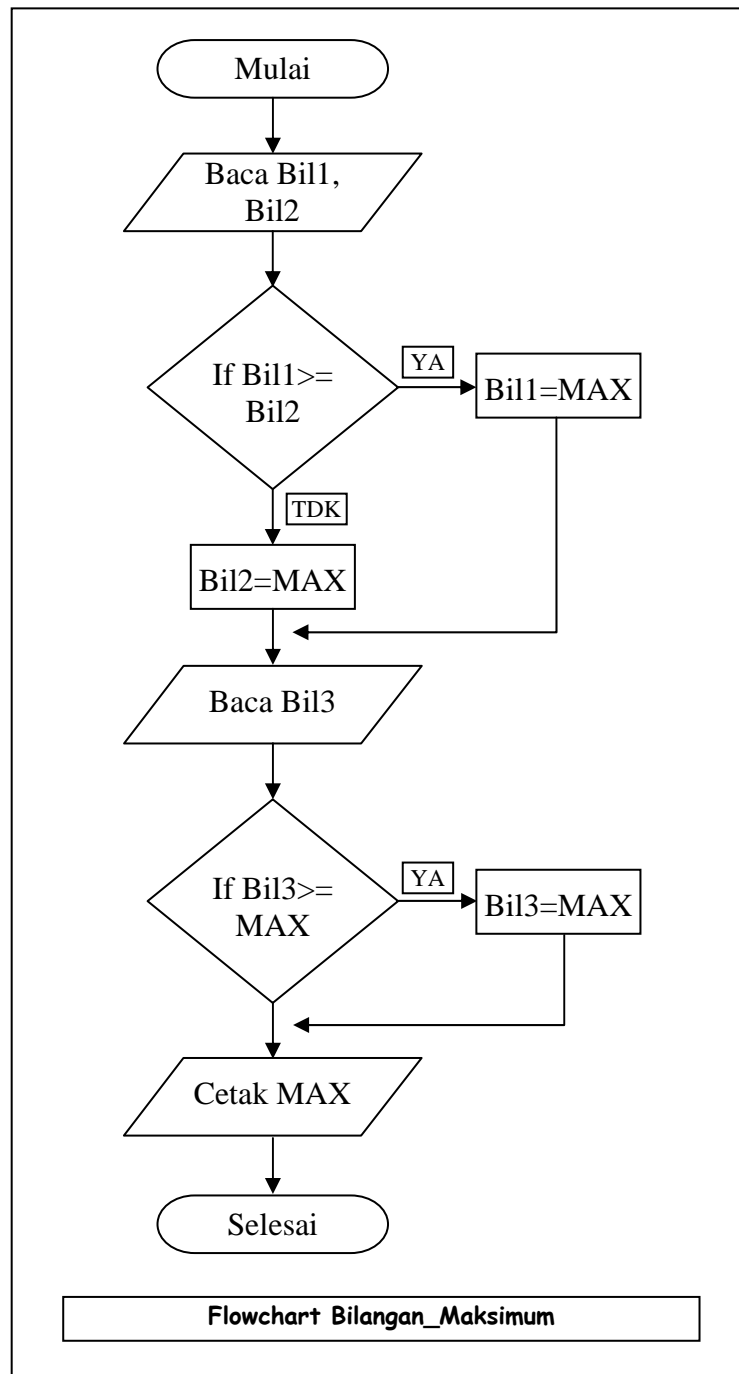 Mulai
Baca Bil1,
Bil2
If Bil1>=
Bil2
YA
Bil1=MAX
TDK
Bil2=MAX
Baca Bil3
If Bil3>=
MAX
YA
Bil3=MAX
Cetak MAX
Selesai
Flowchart Bilangan_Maksimum